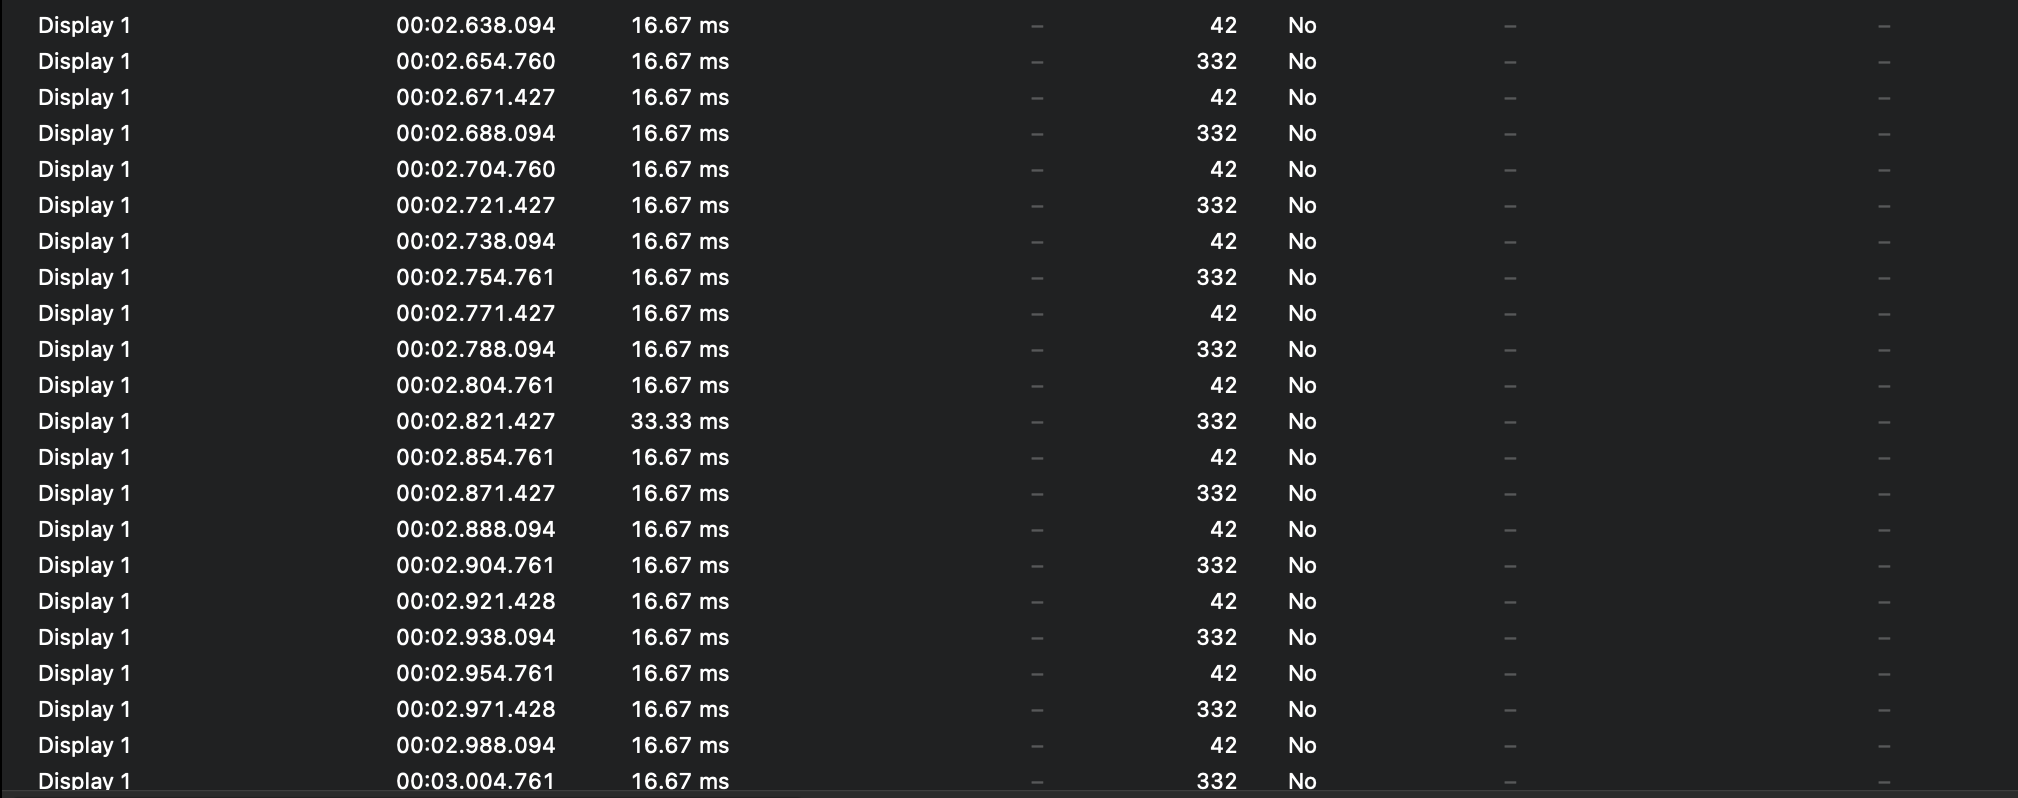 Display 1 00:02.638.094 16.67 ms – 42 No – –
Display 1 00:02.654.760 16.67 ms – 332 No – –
Display 1 00:02.671.427 16.67 ms – 42 No – –
Display 1 00:02.688.094 16.67 ms – 332 No – –
Display 1 00:02.704.760 16.67 ms – 42 No – –
Display 1 00:02.721.427 16.67 ms – 332 No – –
Display 1 00:02.738.094 16.67 ms – 42 No – –
Display 1 00:02.754.761 16.67 ms – 332 No – –
Display 1 00:02.771.427 16.67 ms – 42 No – –
Display 1 00:02.788.094 16.67 ms – 332 No – –
Display 1 00:02.804.761 16.67 ms – 42 No – –
Display 1 00:02.821.427 33.33 ms – 332 No – –
Display 1 00:02.854.761 16.67 ms – 42 No – –
Display 1 00:02.871.427 16.67 ms – 332 No – –
Display 1 00:02.888.094 16.67 ms – 42 No – –
Display 1 00:02.904.761 16.67 ms – 332 No – –
Display 1 00:02.921.428 16.67 ms – 42 No – –
Display 1 00:02.938.094 16.67 ms – 332 No – –
Display 1 00:02.954.761 16.67 ms – 42 No – –
Display 1 00:02.971.428 16.67 ms – 332 No – –
Display 1 00:02.988.094 16.67 ms – 42 No – –
Display 1 00:03.004.761 16.67 ms – 332 No – –